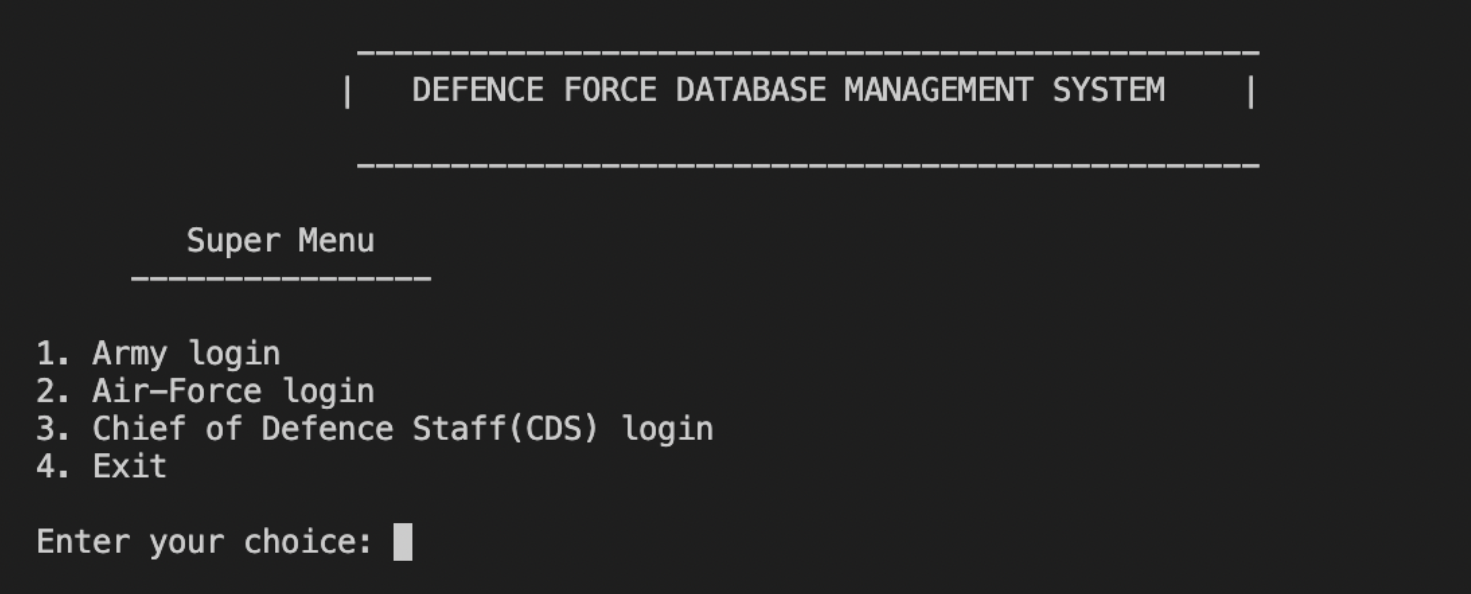 ------------------------------------------------
|   DEFENCE FORCE DATABASE MANAGEMENT SYSTEM    |
------------------------------------------------
Super Menu
----------------
1. Army login
2. Air-Force login
3. Chief of Defence Staff(CDS) login
4. Exit
Enter your choice: